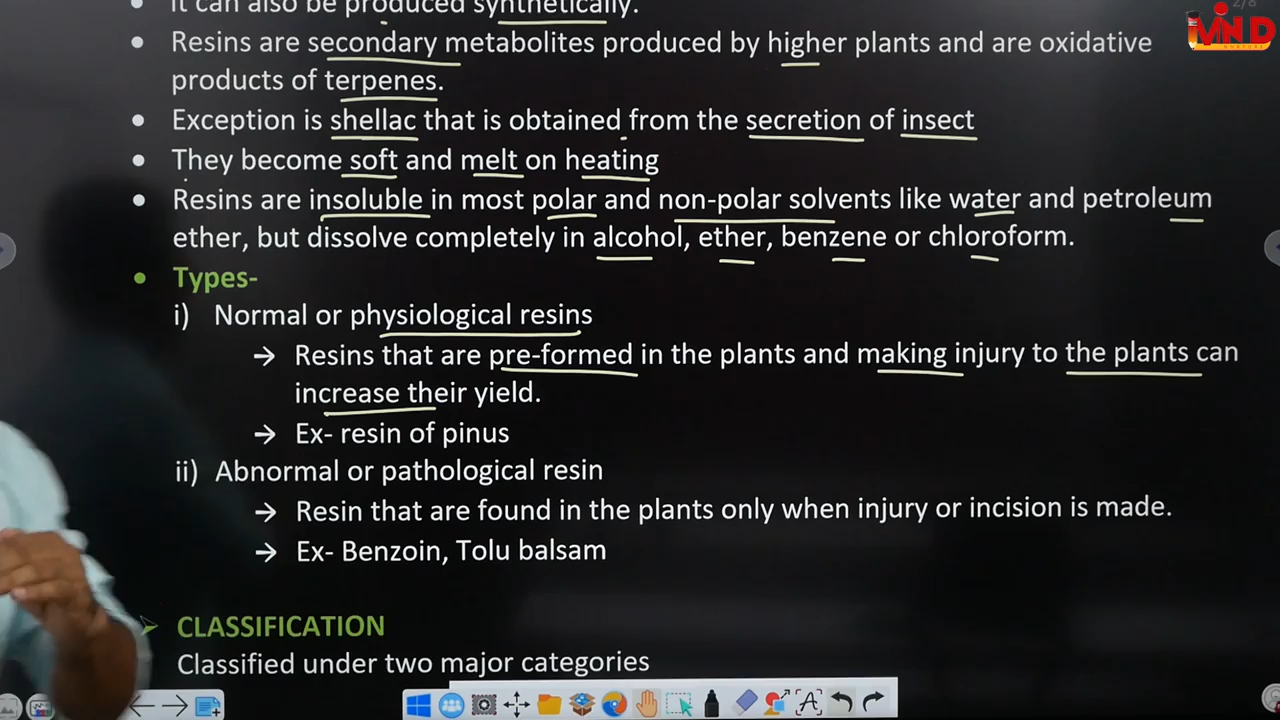 It can also be produced synthetically.
Resins are secondary metabolites produced by higher plants and are oxidative
products of terpenes.
Exception is shellac that is obtained from the secretion of insect
They become soft and melt on heating
Resins are insoluble in most polar and non-polar solvents like water and petroleum
ether, but dissolve completely in alcohol, ether, benzene or chloroform.
Types-
i) Normal or physiological resins
→ Resins that are pre-formed in the plants and making injury to the plants can
increase their yield.
→ Ex- resin of pinus
ii) Abnormal or pathological resin
→ Resin that are found in the plants only when injury or incision is made.
→ Ex- Benzoin, Tolu balsam
CLASSIFICATION
Classified under two major categories
2/8
MIND